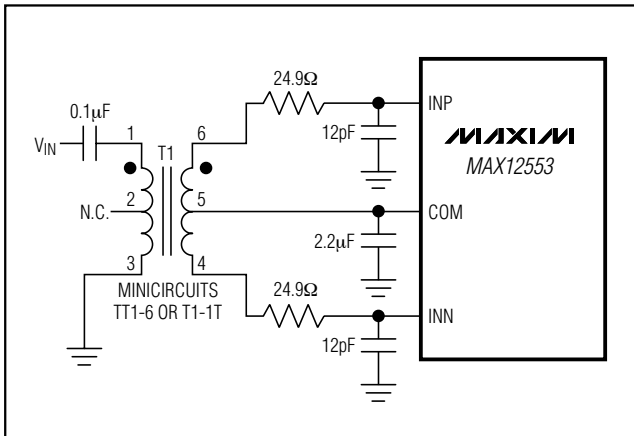 24.9Ω
0.1μF
1
6
INP
VIN
T1
12pF
MAXIM
MAX12553
N.C.
2
5
COM
2.2μF
3
4
MINICIRCUITS
TT1-6 OR T1-1T
24.9Ω
INN
12pF